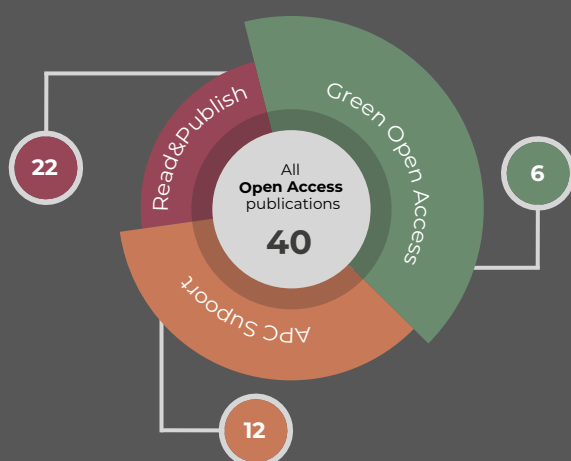 Read&Publish
Green Open Access
22
6
All
Open Access
publications
40
APC Support
12